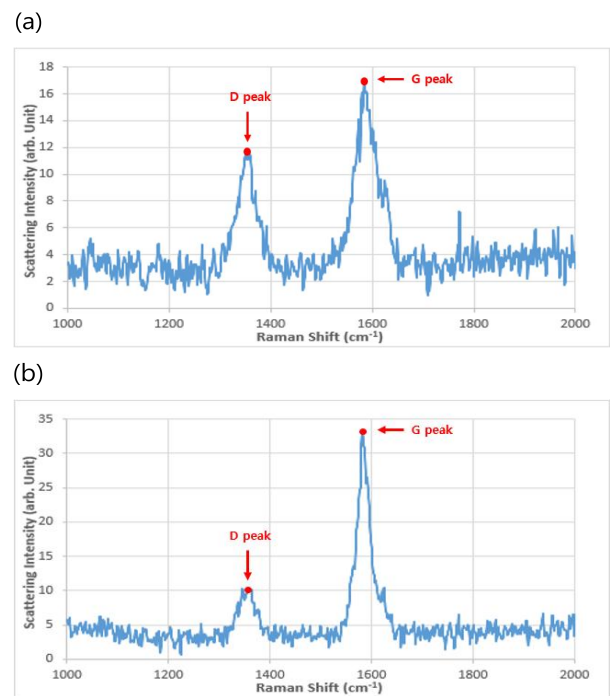 (a)
18
16
14
12
10
8
6
4
2
0
Scattering Intensity (arb. Unit)
D peak
G peak
1000 1200 1400 1600 1800 2000
Raman Shift (cm-1)
(b)
35
30
25
20
15
10
5
0
Scattering Intensity (arb. Unit)
G peak
D peak
1000 1200 1400 1600 1800 2000
Raman Shift (cm-1)